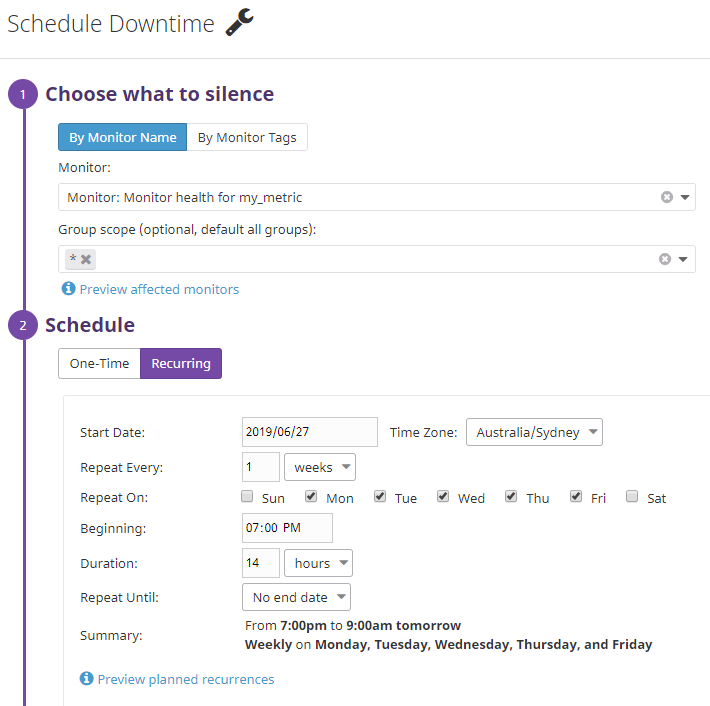 Schedule Downtime
1 Choose what to silence
By Monitor Name By Monitor Tags
Monitor:
Monitor: Monitor health for my_metric
Group scope (optional, default all groups):
*
Preview affected monitors
2 Schedule
One-Time Recurring
Start Date: 2019/06/27 Time Zone: Australia/Sydney
Repeat Every: 1 weeks
Repeat On: Sun Mon Tue Wed Thu Fri Sat
Beginning: 07:00 PM
Duration: 14 hours
Repeat Until: No end date
Summary: From 7:00pm to 9:00am tomorrow
Weekly on Monday, Tuesday, Wednesday, Thursday, and Friday
Preview planned recurrences